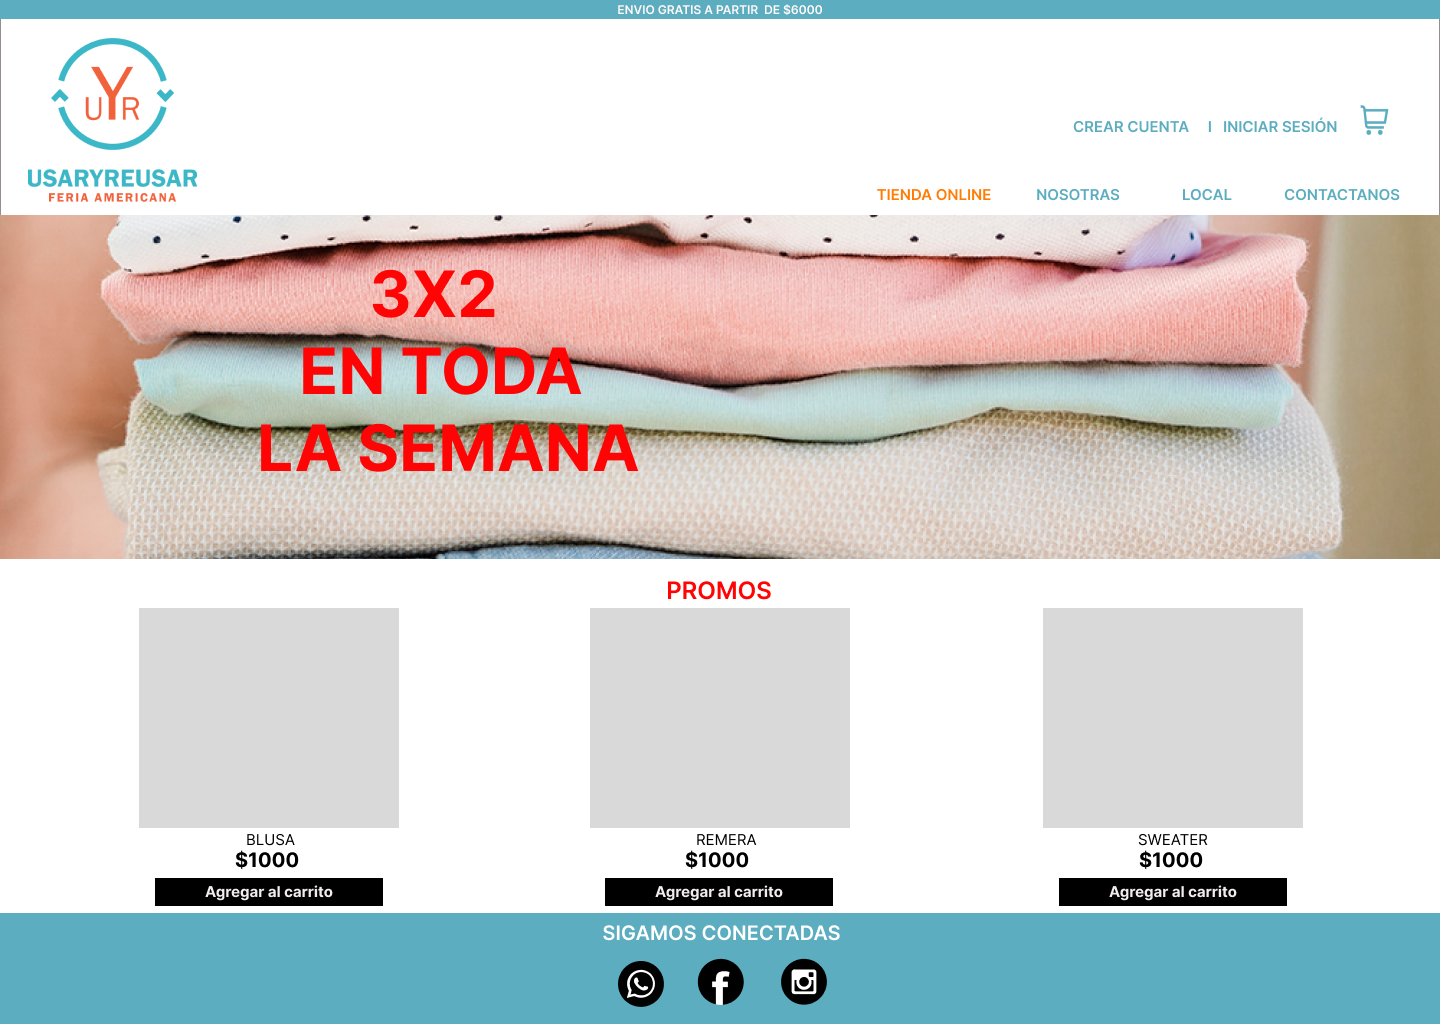 ENVIO GRATIS A PARTIR DE $6000
UYR
USARYREUSAR
FERIA AMERICANA
CREAR CUENTA I INICIAR SESIÓN
TIENDA ONLINE NOSOTRAS LOCAL CONTACTANOS
3X2
EN TODA
LA SEMANA
PROMOS
BLUSA
$1000
Agregar al carrito
REMERA
$1000
Agregar al carrito
SWEATER
$1000
Agregar al carrito
SIGAMOS CONECTADAS